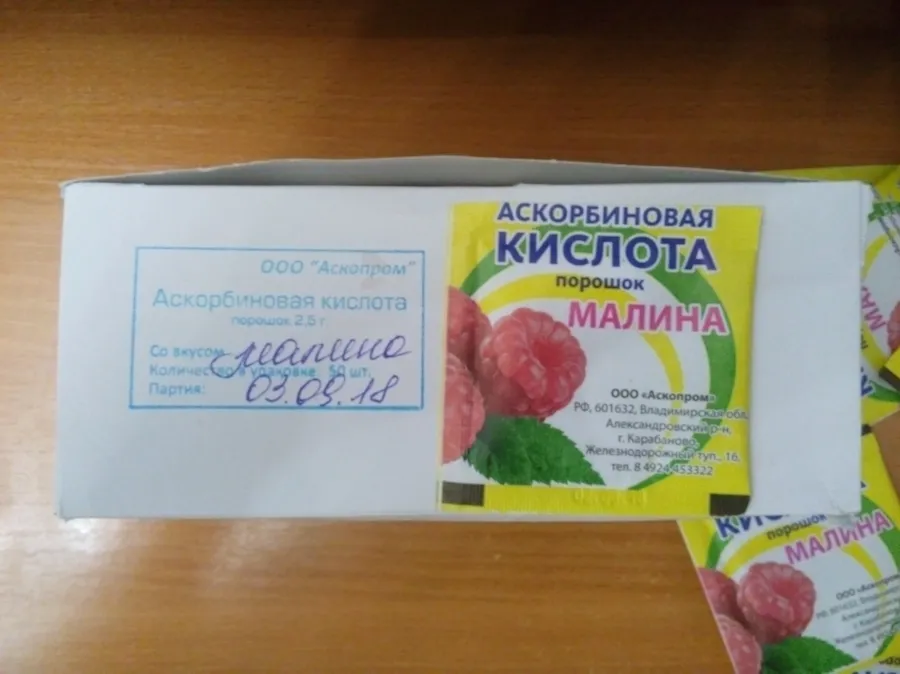 ООО "Аскопром"
Аскорбиновая кислота
порошок 2,5 г
Со вкусом малина
Количество в упаковке 50 шт.
Партия: 03.09.18
АСКОРБИНОВАЯ
КИСЛОТА
порошок
МАЛИНА
ООО «Аскопром»
РФ, 601632, Владимирская обл,
Александровский р-н,
г. Карабаново,
Железнодорожный туп., 16,
тел. 8 4924 453322
порошок
МАЛИНА
ООО «Аскопром»